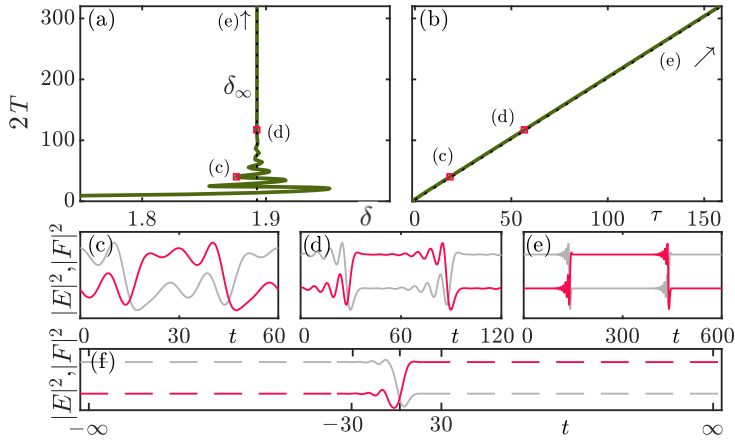 (a)
(e)↑
(b)
300
200
100
0
2T
δ∞
(d)
(c)
1.8
1.9
δ
(e)
(d)
(c)
0
50
100
τ
150
|E|²,|F|²
(c)
(d)
(e)
0
30
t
60
0
60
t
120
0
300
t
600
|E|²,|F|²
(f)
−∞
−30
30
t
∞